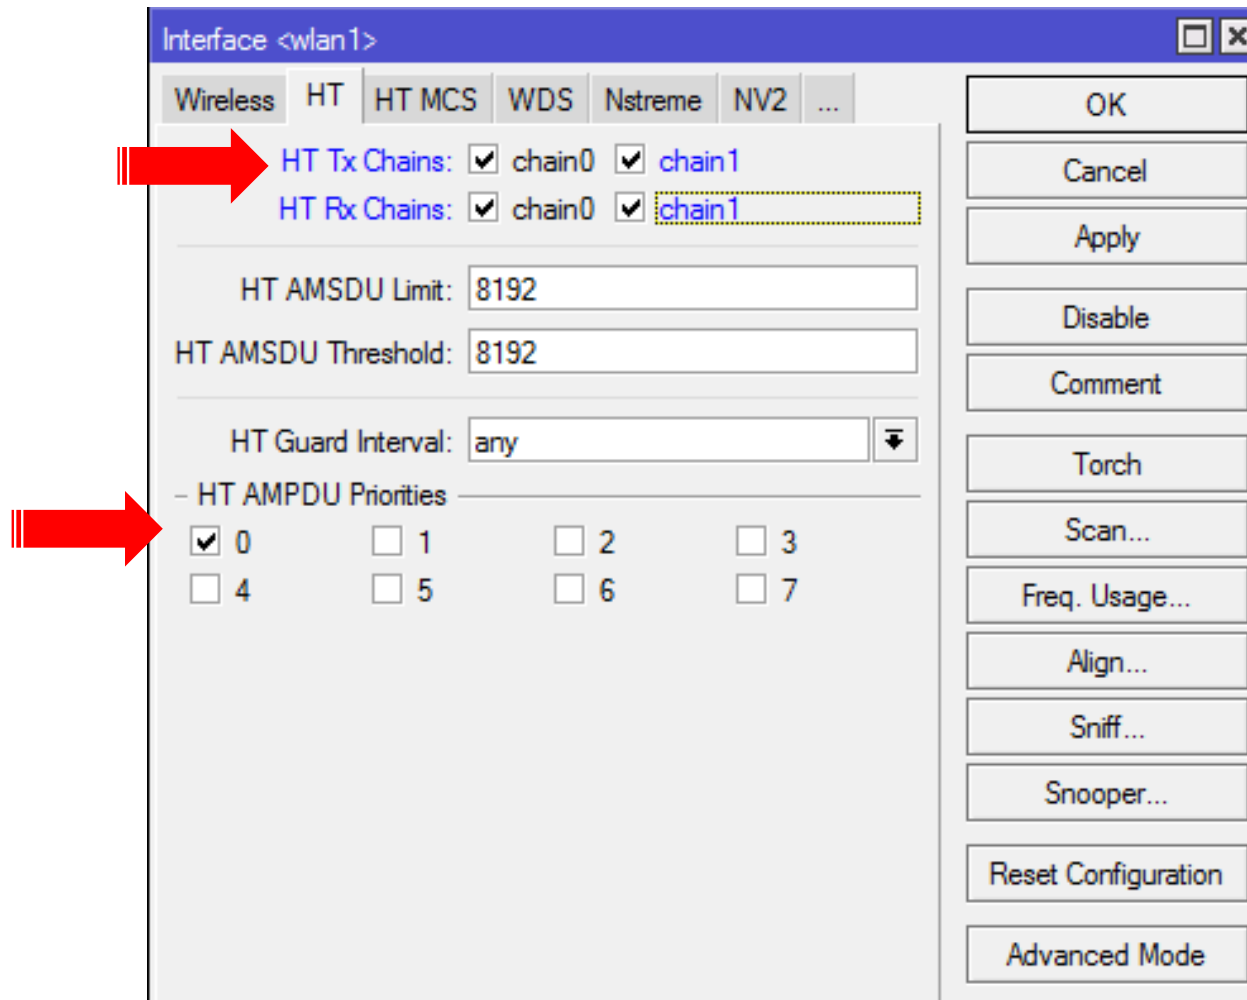 Interface <wlan1>
Wireless HT HT MCS WDS Nstreme NV2 ...
HT Tx Chains: chain0 chain1
HT Rx Chains: chain0 chain1
HT AMSDU Limit: 8192
HT AMSDU Threshold: 8192
HT Guard Interval: any
HT AMPDU Priorities
0 1 2 3
4 5 6 7
OK
Cancel
Apply
Disable
Comment
Torch
Scan...
Freq. Usage...
Align...
Sniff...
Snooper...
Reset Configuration
Advanced Mode